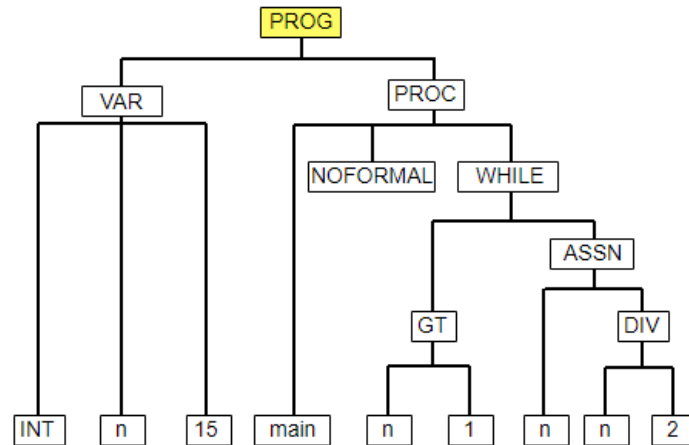 PROG
VAR
PROC
NOFORMAL
WHILE
ASSN
GT
DIV
INT
n
15
main
n
1
n
n
2